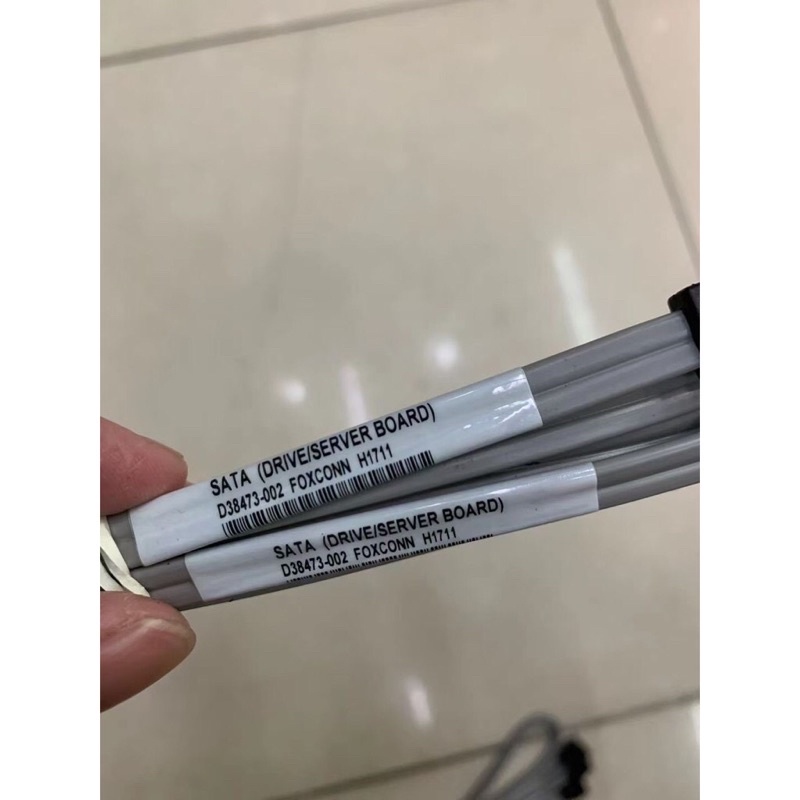 SATA (DRIVE/SERVER BOARD)
D38473-002 FOXCONN H1711
SATA (DRIVE/SERVER BOARD)
D38473-002 FOXCONN H1711